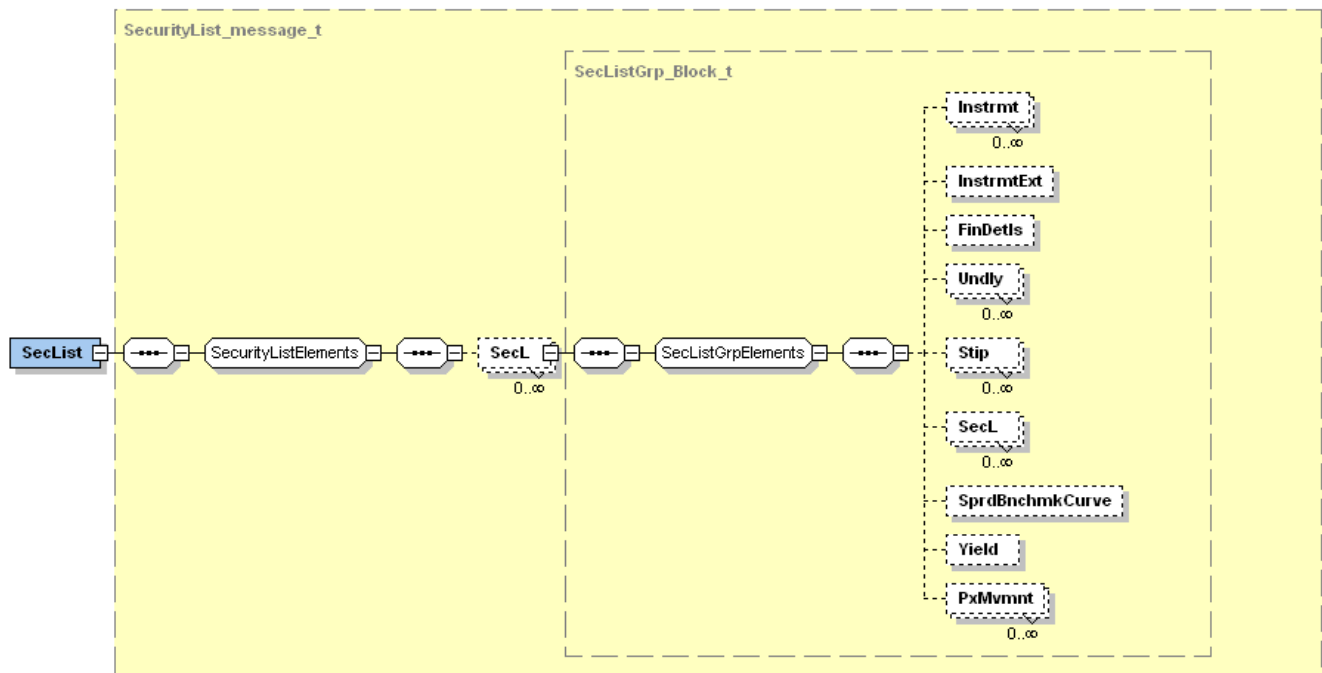 SecurityList_message_t
SecListGrp_Block_t
Instrmt
0..∞
InstrmtExt
FinDetls
Undly
0..∞
SecList
SecurityListElements
SecL
0..∞
SecListGrpElements
Stip
0..∞
SecL
0..∞
SprdBnchmkCurve
Yield
PxMvmnt
0..∞